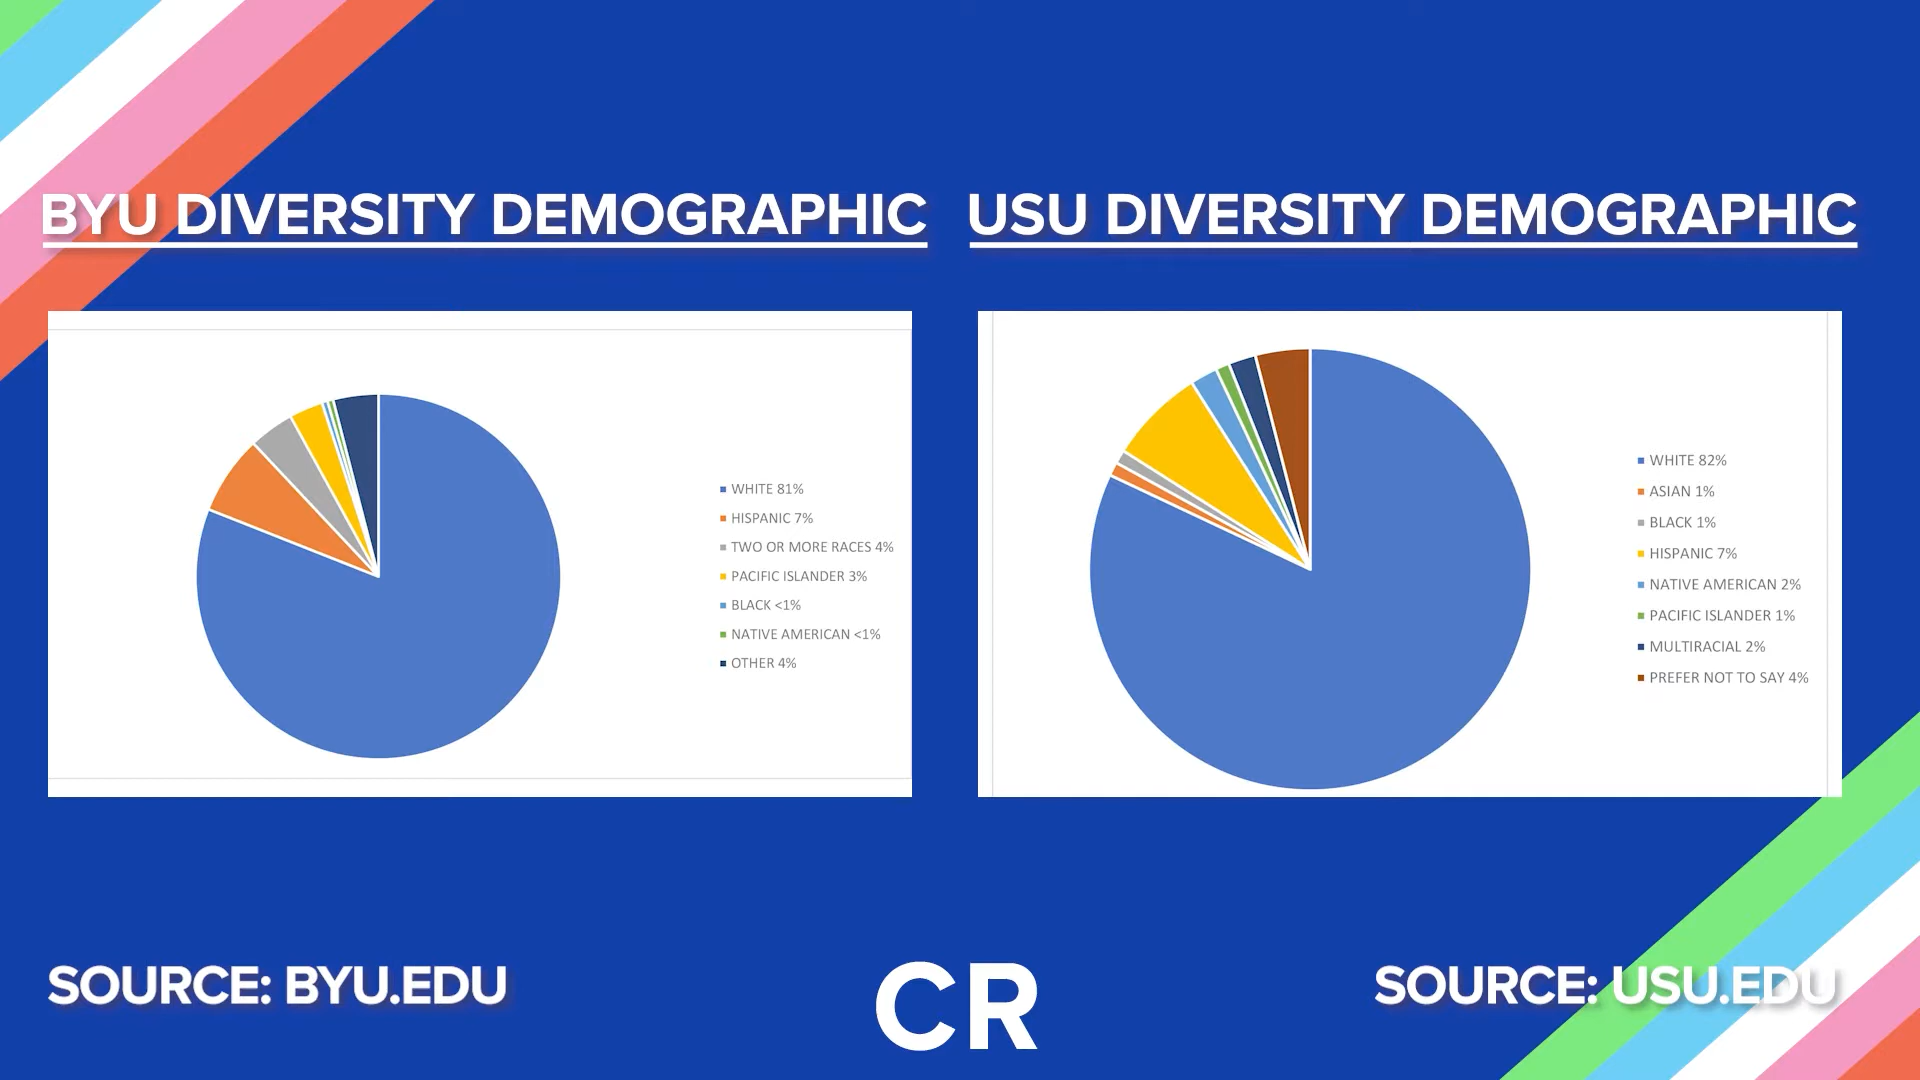 BYU DIVERSITY DEMOGRAPHIC
USU DIVERSITY DEMOGRAPHIC
WHITE 81%
HISPANIC 7%
TWO OR MORE RACES 4%
PACIFIC ISLANDER 3%
BLACK <1%
NATIVE AMERICAN <1%
OTHER 4%
WHITE 82%
ASIAN 1%
BLACK 1%
HISPANIC 7%
NATIVE AMERICAN 2%
PACIFIC ISLANDER 1%
MULTIRACIAL 2%
PREFER NOT TO SAY 4%
SOURCE: BYU.EDU
CR
SOURCE: USU.EDU